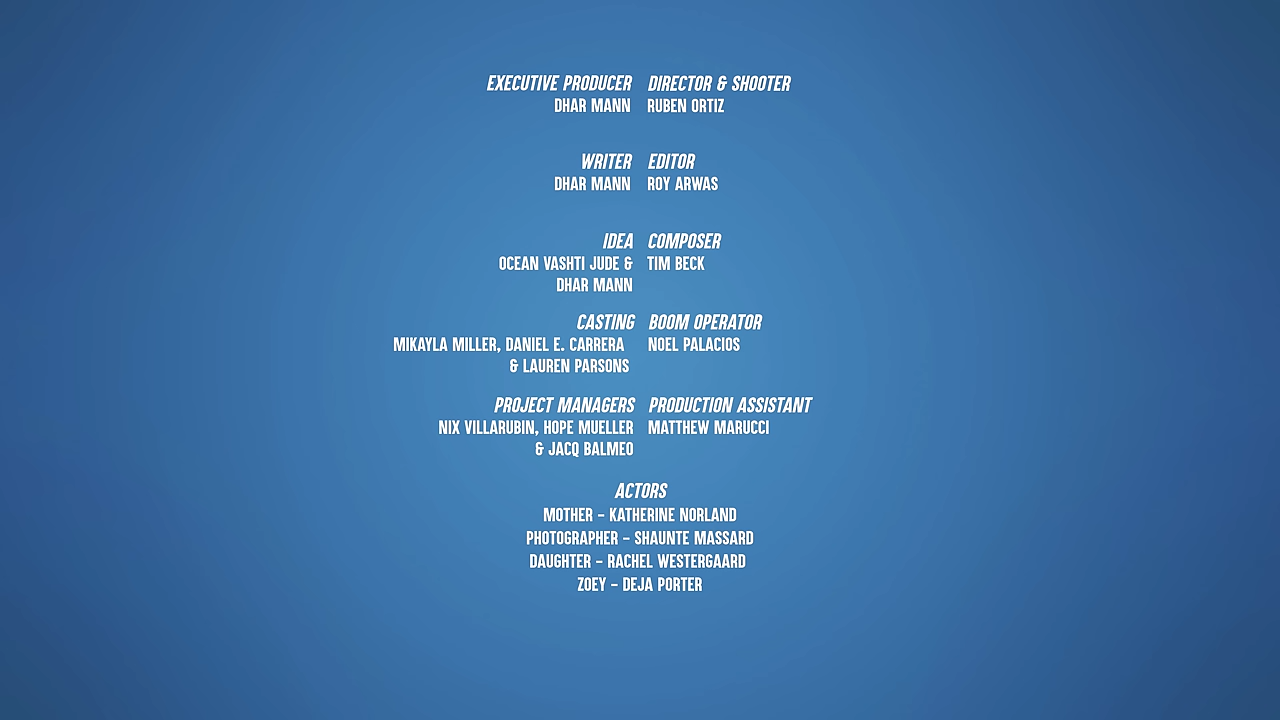 EXECUTIVE PRODUCER
DHAR MANN
DIRECTOR & SHOOTER
RUBEN ORTIZ
WRITER
DHAR MANN
EDITOR
ROY ARWAS
IDEA
OCEAN VASHTI JUDE &
DHAR MANN
COMPOSER
TIM BECK
CASTING
MIKAYLA MILLER, DANIEL E. CARRERA
& LAUREN PARSONS
BOOM OPERATOR
NOEL PALACIOS
PROJECT MANAGERS
NIX VILLARUBIN, HOPE MUELLER
& JACQ BALMEO
PRODUCTION ASSISTANT
MATTHEW MARUCCI
ACTORS
MOTHER - KATHERINE NORLAND
PHOTOGRAPHER - SHAUNTE MASSARD
DAUGHTER - RACHEL WESTERGAARD
ZOEY - DEJA PORTER